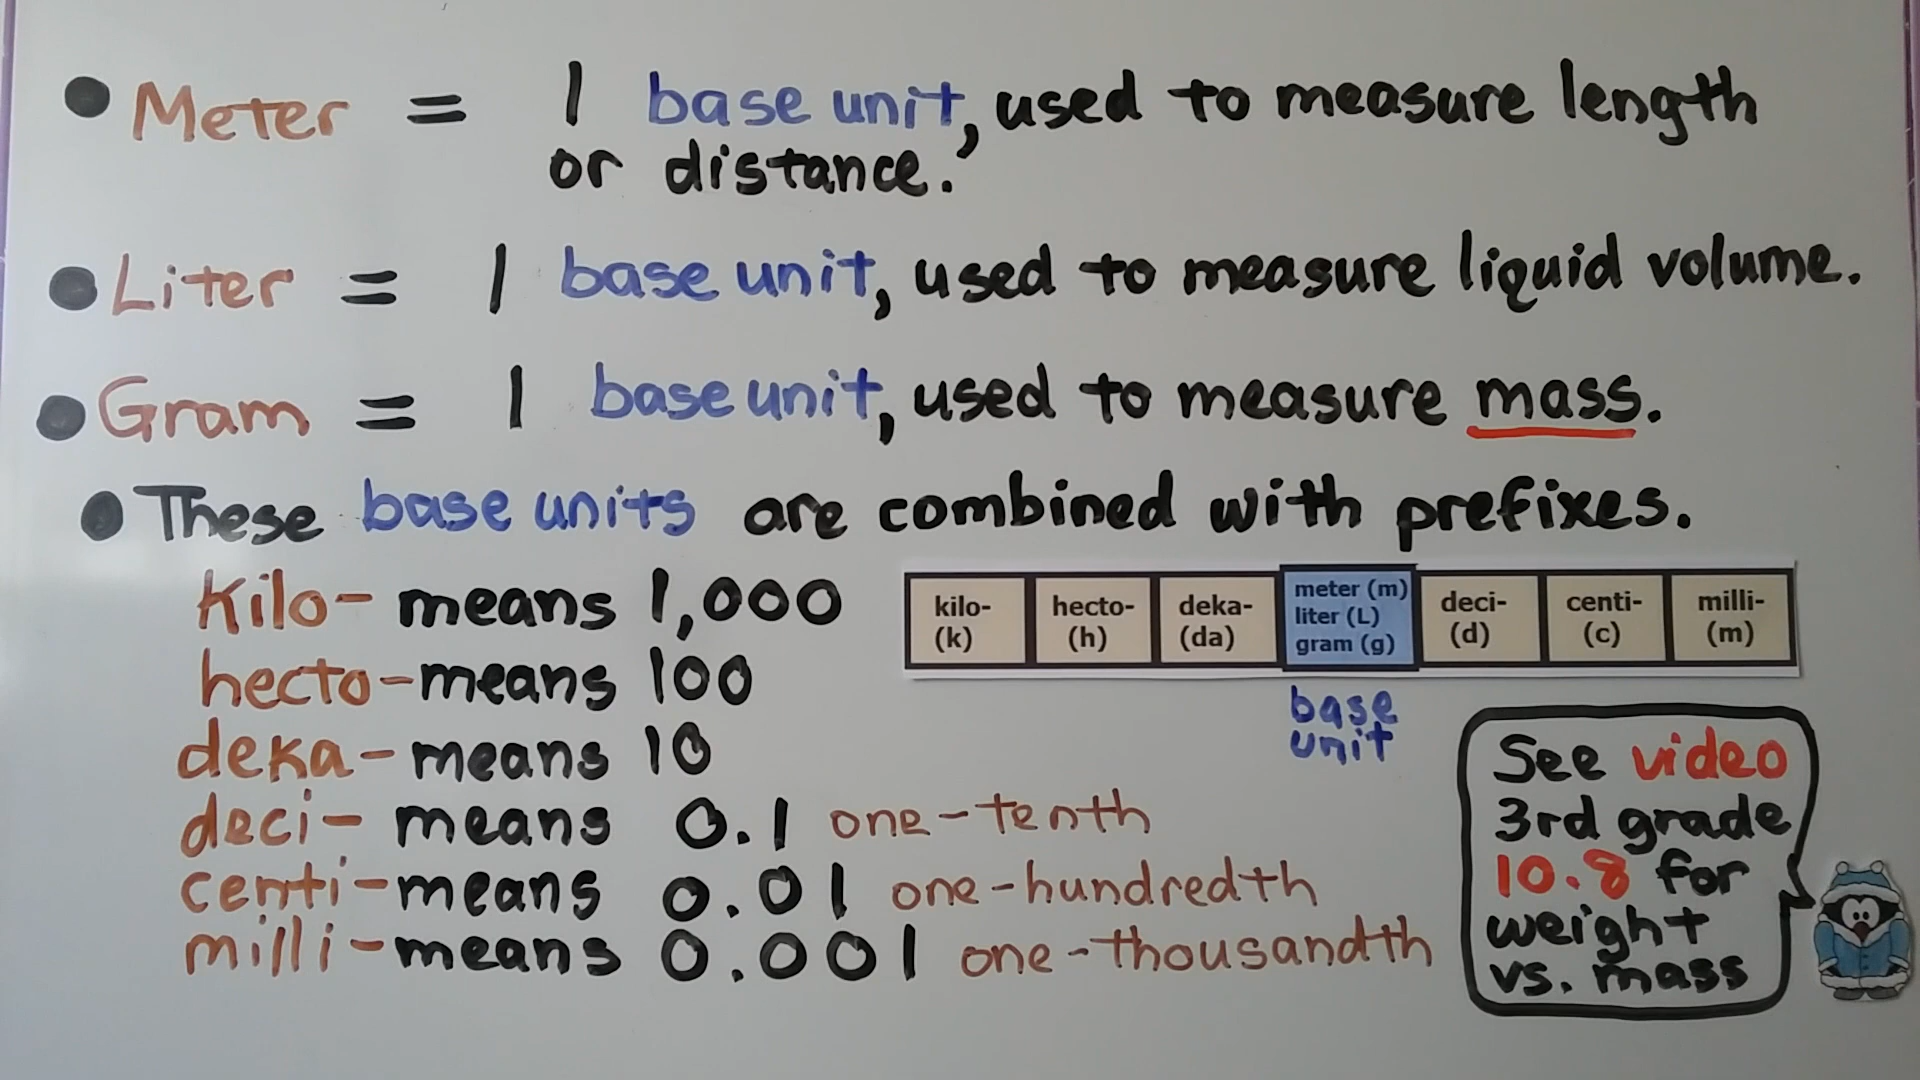 Meter = 1 base unit, used to measure length
or distance.
Liter = 1 base unit, used to measure liquid volume.
Gram = 1 base unit, used to measure mass.
These base units are combined with prefixes.
Kilo- means 1,000
hecto- means 100
deka- means 10
deci- means 0.1 one-tenth
centi- means 0.01 one-hundredth
milli- means 0.001 one-thousandth
kilo- (k)
hecto- (h)
deka- (da)
meter (m)
liter (L)
gram (g)
deci- (d)
centi- (c)
milli- (m)
base
unit
See video
3rd grade
10.8 for
weight
vs. mass